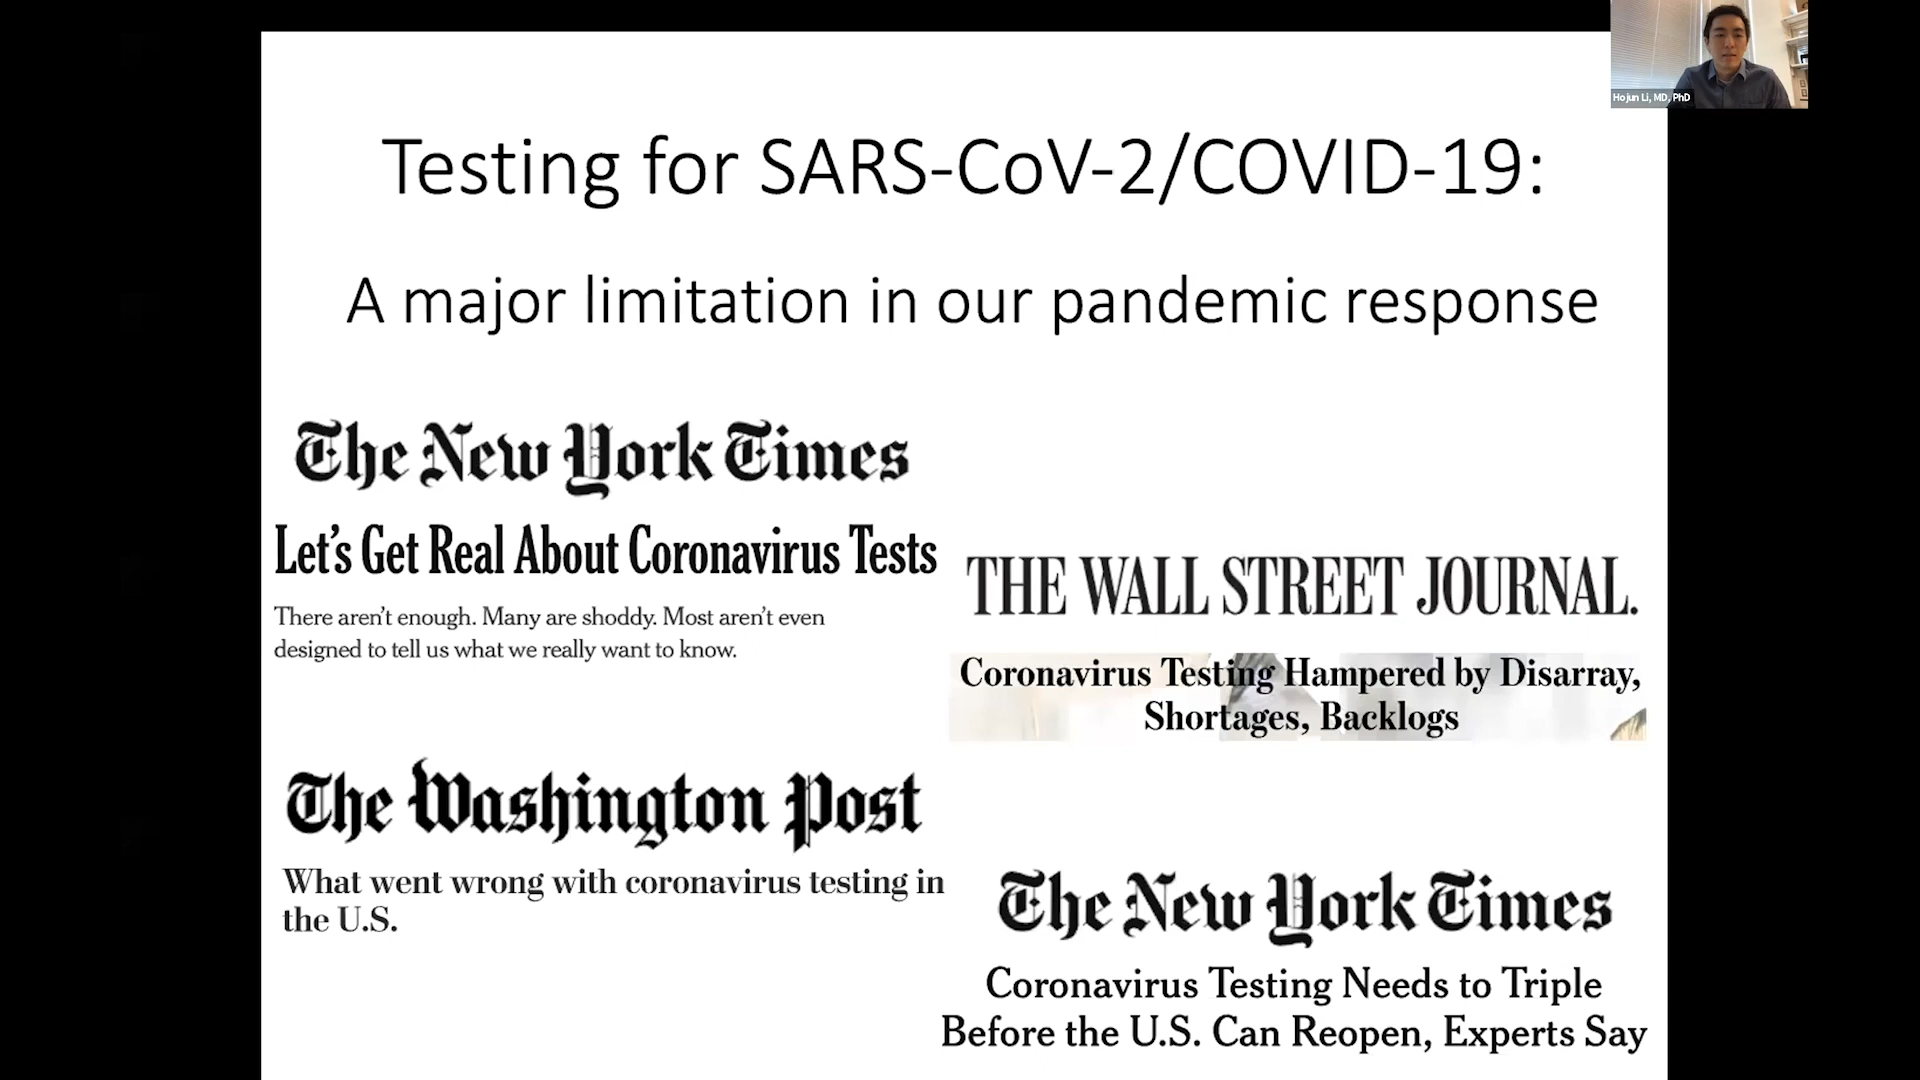 Hojun Li, MD, PhD
Testing for SARS-CoV-2/COVID-19:
A major limitation in our pandemic response
The New York Times
Let's Get Real About Coronavirus Tests
There aren't enough. Many are shoddy. Most aren't even
designed to tell us what we really want to know.
THE WALL STREET JOURNAL.
Coronavirus Testing Hampered by Disarray,
Shortages, Backlogs
The Washington Post
What went wrong with coronavirus testing in
the U.S.
The New York Times
Coronavirus Testing Needs to Triple
Before the U.S. Can Reopen, Experts Say